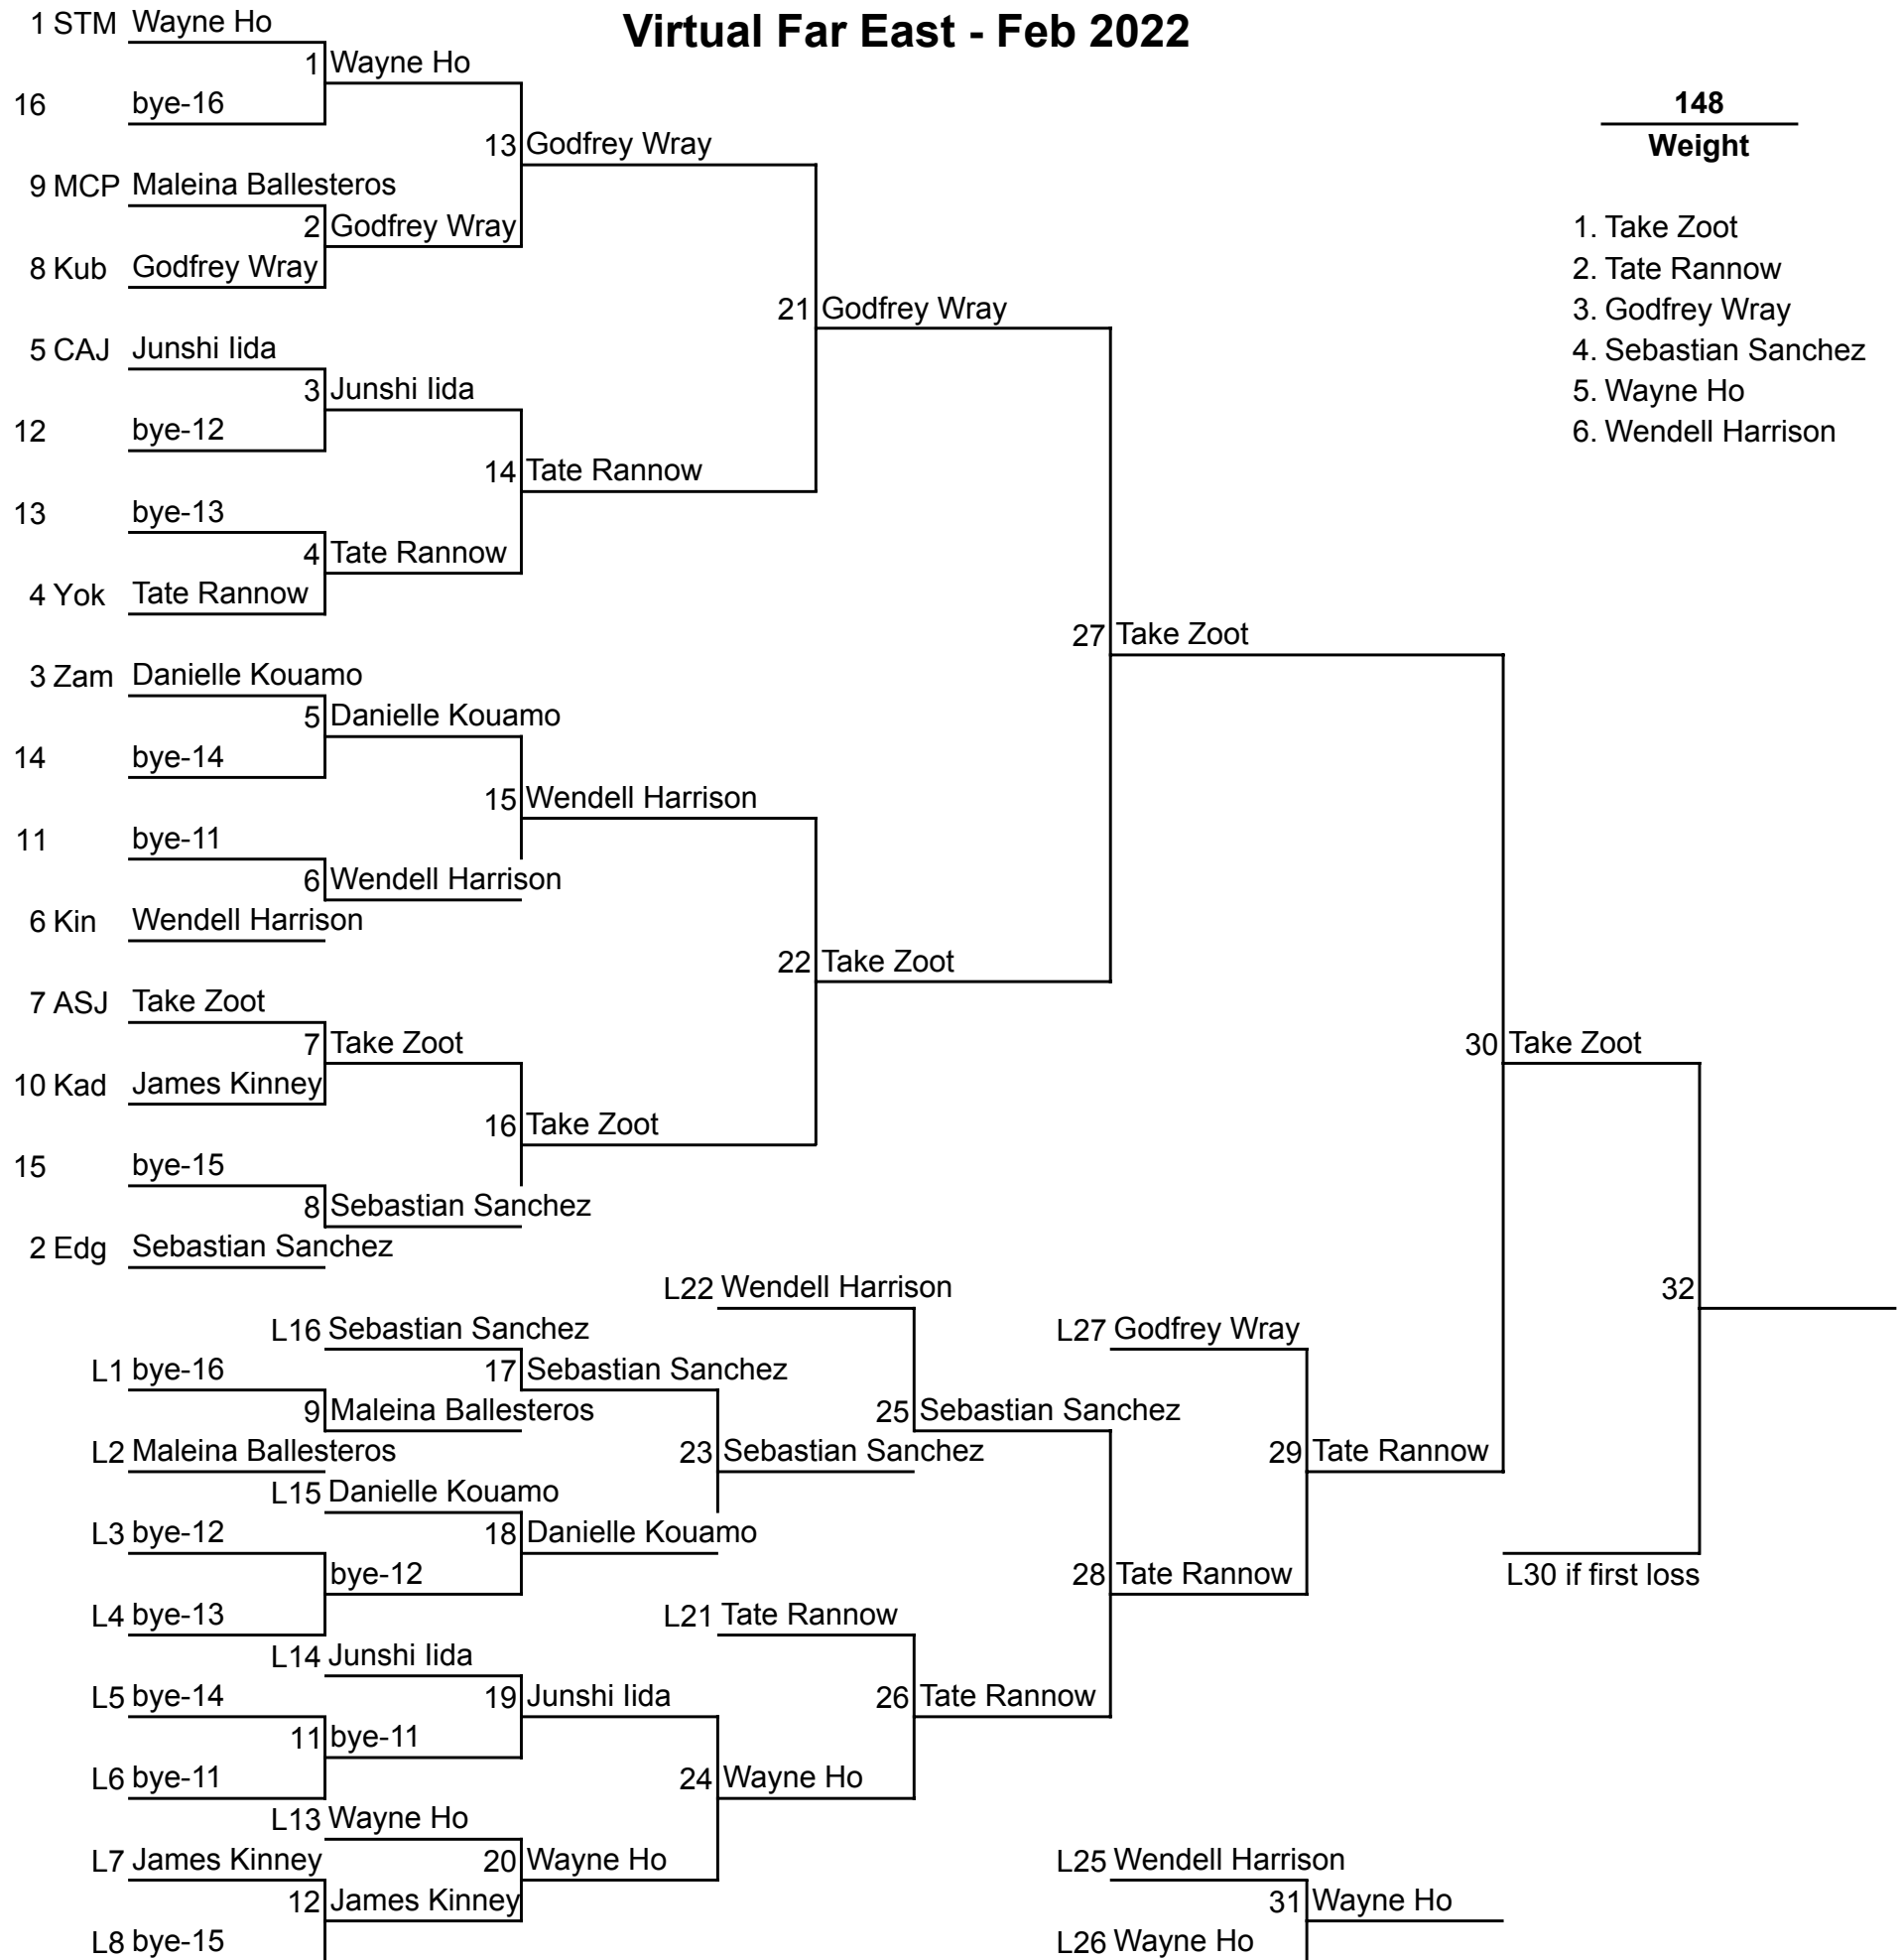 Virtual Far East - Feb 2022
1 STM Wayne Ho
1 Wayne Ho
16 bye-16
148
Weight
13 Godfrey Wray
9 MCP Maleina Ballesteros
2 Godfrey Wray
8 Kub Godfrey Wray
1. Take Zoot
2. Tate Rannow
3. Godfrey Wray
4. Sebastian Sanchez
5. Wayne Ho
6. Wendell Harrison
21 Godfrey Wray
5 CAJ Junshi Iida
3 Junshi Iida
12 bye-12
14 Tate Rannow
13 bye-13
4 Tate Rannow
4 Yok Tate Rannow
27 Take Zoot
3 Zam Danielle Kouamo
5 Danielle Kouamo
14 bye-14
15 Wendell Harrison
11 bye-11
6 Wendell Harrison
6 Kin Wendell Harrison
22 Take Zoot
7 ASJ Take Zoot
7 Take Zoot
30 Take Zoot
10 Kad James Kinney
16 Take Zoot
15 bye-15
8 Sebastian Sanchez
2 Edg Sebastian Sanchez
L22 Wendell Harrison
32
L16 Sebastian Sanchez
L27 Godfrey Wray
L1 bye-16
17 Sebastian Sanchez
9 Maleina Ballesteros
25 Sebastian Sanchez
L2 Maleina Ballesteros
23 Sebastian Sanchez
29 Tate Rannow
L15 Danielle Kouamo
L3 bye-12
18 Danielle Kouamo
bye-12
28 Tate Rannow
L30 if first loss
L4 bye-13
L21 Tate Rannow
L14 Junshi Iida
L5 bye-14
19 Junshi Iida
26 Tate Rannow
11 bye-11
L6 bye-11
24 Wayne Ho
L13 Wayne Ho
L7 James Kinney
20 Wayne Ho
L25 Wendell Harrison
12 James Kinney
31 Wayne Ho
L8 bye-15
L26 Wayne Ho